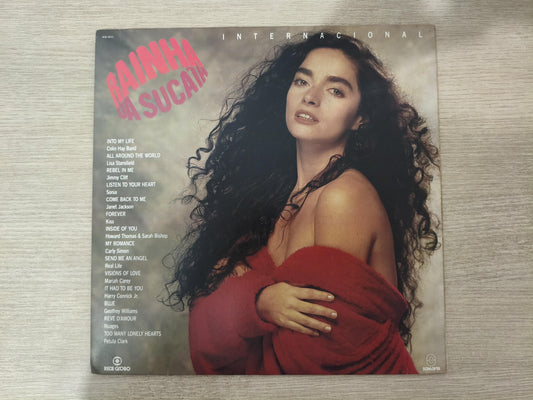 INTERNACIONAL
RAINHA
DA SUCATA
INTO MY LIFE
Colin Hay Band
ALL AROUND THE WORLD
Lisa Stansfield
REBEL IN ME
Jimmy Cliff
LISTEN TO YOUR HEART
Sonia
COME BACK TO ME
Janet Jackson
FOREVER
Kiss
INSIDE OF YOU
Howard Thomas & Sarah Bishop
MY ROMANCE
Carly Simon
SEND ME AN ANGEL
Real Life
VISIONS OF LOVE
Mariah Carey
IT HAD TO BE YOU
Harry Connick Jr.
BLUE
Geoffrey Williams
REVE D'AMOUR
Nuages
TOO MANT LONELY HEARTS
Petula Clark
REDE GLOBO
SOM LIVRE